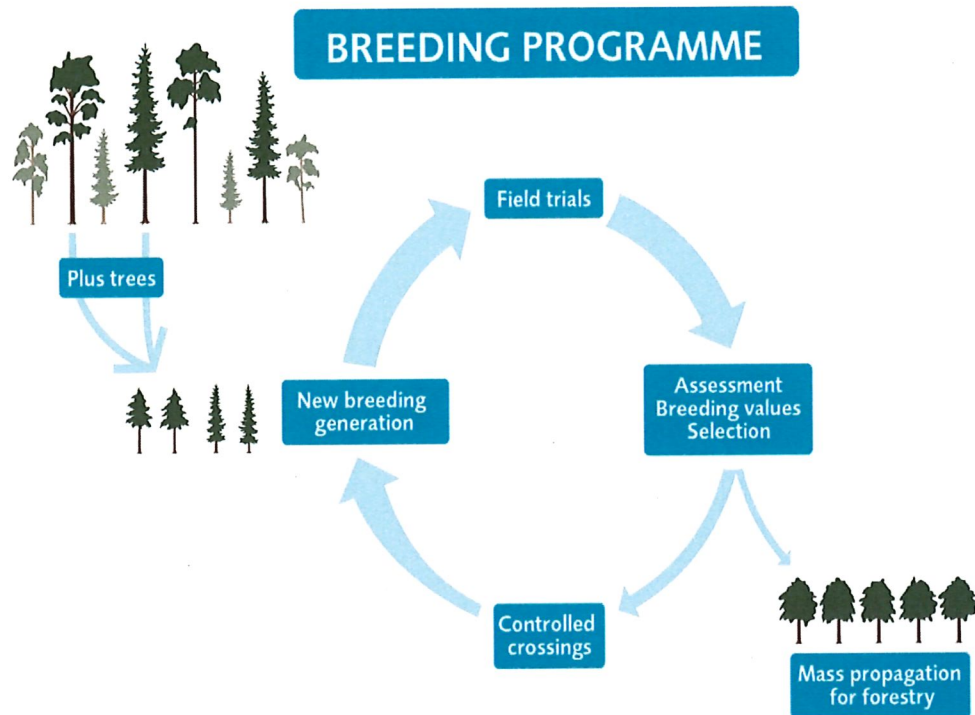 BREEDING PROGRAMME
Field trials
Plus trees
New breeding
generation
Assessment
Breeding values
Selection
Controlled
crossings
Mass propagation
for forestry